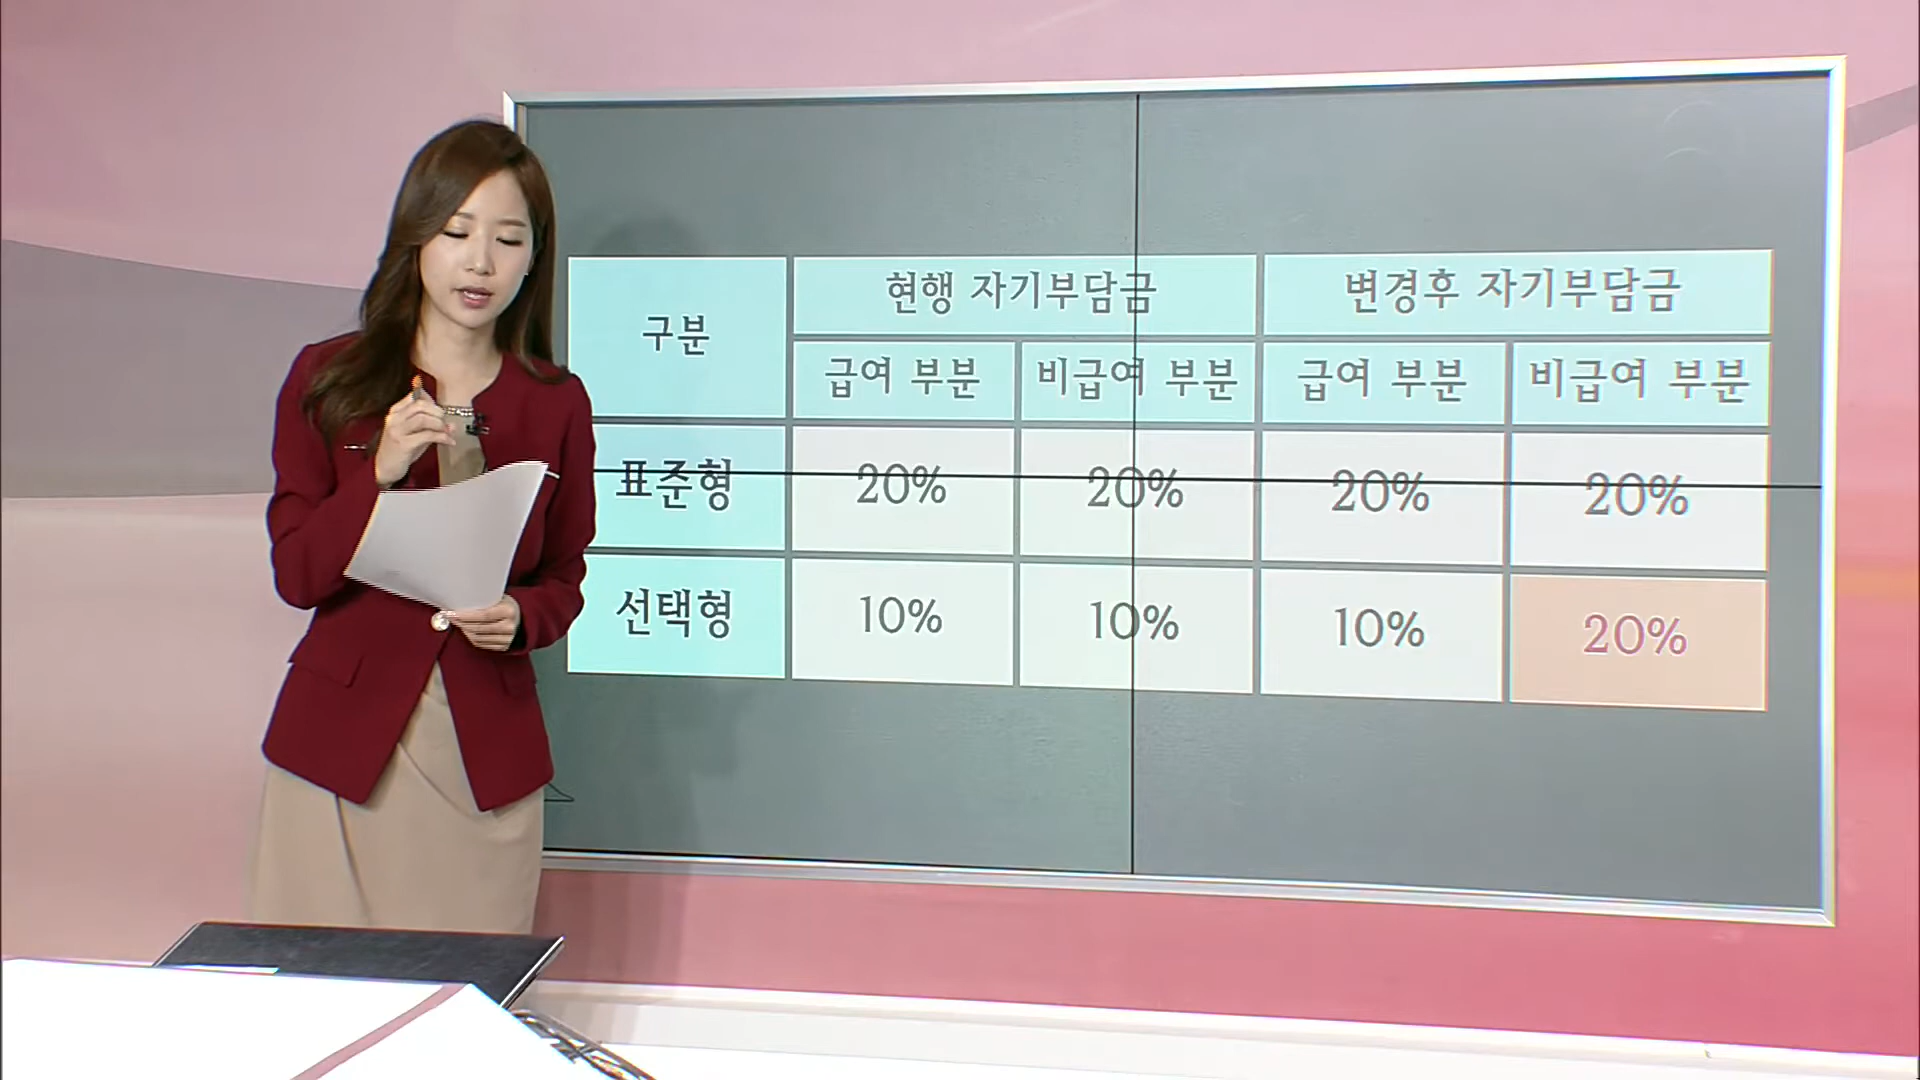 구분 현행 자기부담금 변경후 자기부담금
급여 부분 비급여 부분 급여 부분 비급여 부분
표준형 20% 20% 20% 20%
선택형 10% 10% 10% 20%